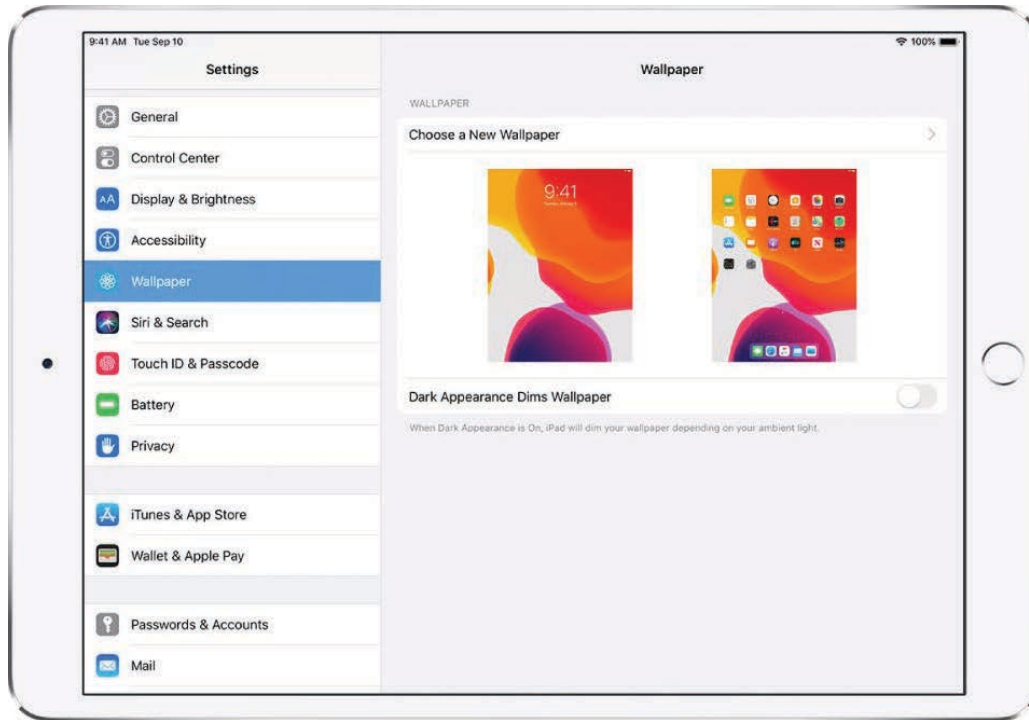 9:41 AM Tue Sep 10
100%
Settings
General
Control Center
Display & Brightness
AA
Accessibility
Wallpaper
Siri & Search
Touch ID & Passcode
Battery
Privacy
iTunes & App Store
Wallet & Apple Pay
Passwords & Accounts
Mail
Wallpaper
WALLPAPER
Choose a New Wallpaper
9:41
Dark Appearance Dims Wallpaper
When Dark Appearance is On, iPad will dim your wallpaper depending on your ambient light.